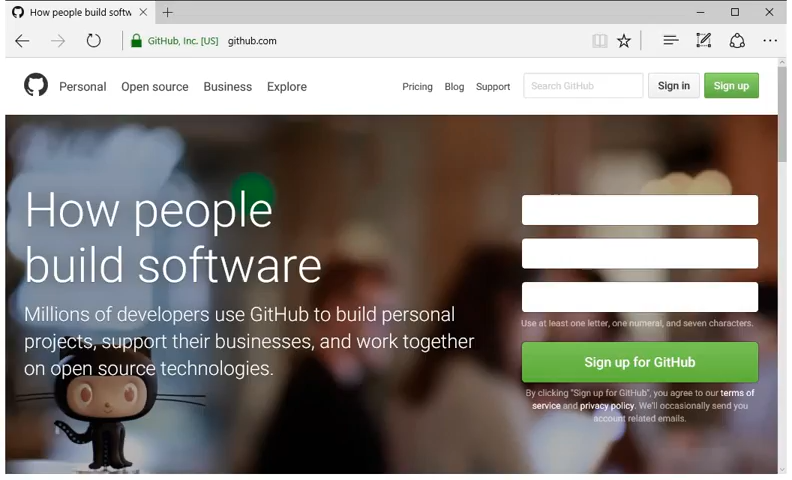 How people build softw
GitHub, Inc. [US] github.com
Personal Open source Business Explore Pricing Blog Support Search GitHub Sign in Sign up
How people
build software
Millions of developers use GitHub to build personal
projects, support their businesses, and work together
on open source technologies.
Use at least one letter, one numeral, and seven characters.
Sign up for GitHub
By clicking "Sign up for GitHub", you agree to our terms of
service and privacy policy. We'll occasionally send you
account related emails.